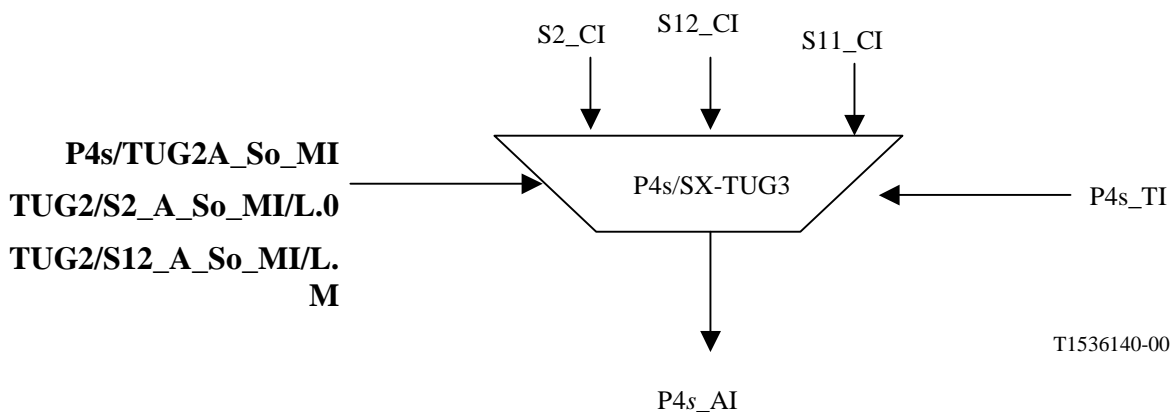 S2_CI
S12_CI
S11_CI
P4s/TUG2A_So_MI
TUG2/S2_A_So_MI/L.0
TUG2/S12_A_So_MI/L.
M
P4s/SX-TUG3
P4s_TI
T1536140-00
P4s_AI